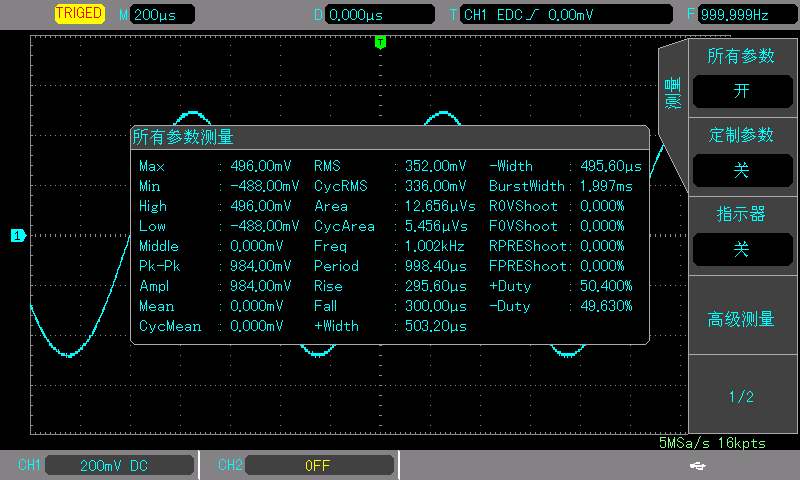 TRIGED M 200μs D 0.000μs T CH1 EDC 0.00mV F 999.999Hz
T
所有参数
开
测量
定制参数
关
指示器
关
高级测量
1/2
所有参数测量
Max : 496.00mV RMS : 352.00mV -Width : 495.60μs
Min : -488.00mV CycRMS : 336.00mV BurstWidth : 1.997ms
High : 496.00mV Area : 12.656μVs ROVShoot : 0.000%
Low : -488.00mV CycArea : 5.456μVs FOVShoot : 0.000%
Middle : 0.000mV Freq : 1.002kHz RPREShoot : 0.000%
Pk-Pk : 984.00mV Period : 998.40μs FPREShoot : 0.000%
Ampl : 984.00mV Rise : 295.60μs +Duty : 50.400%
Mean : 0.000mV Fall : 300.00μs -Duty : 49.630%
CycMean : 0.000mV +Width : 503.20μs
1
5MSa/s 16kpts
CH1 200mV DC CH2 OFF